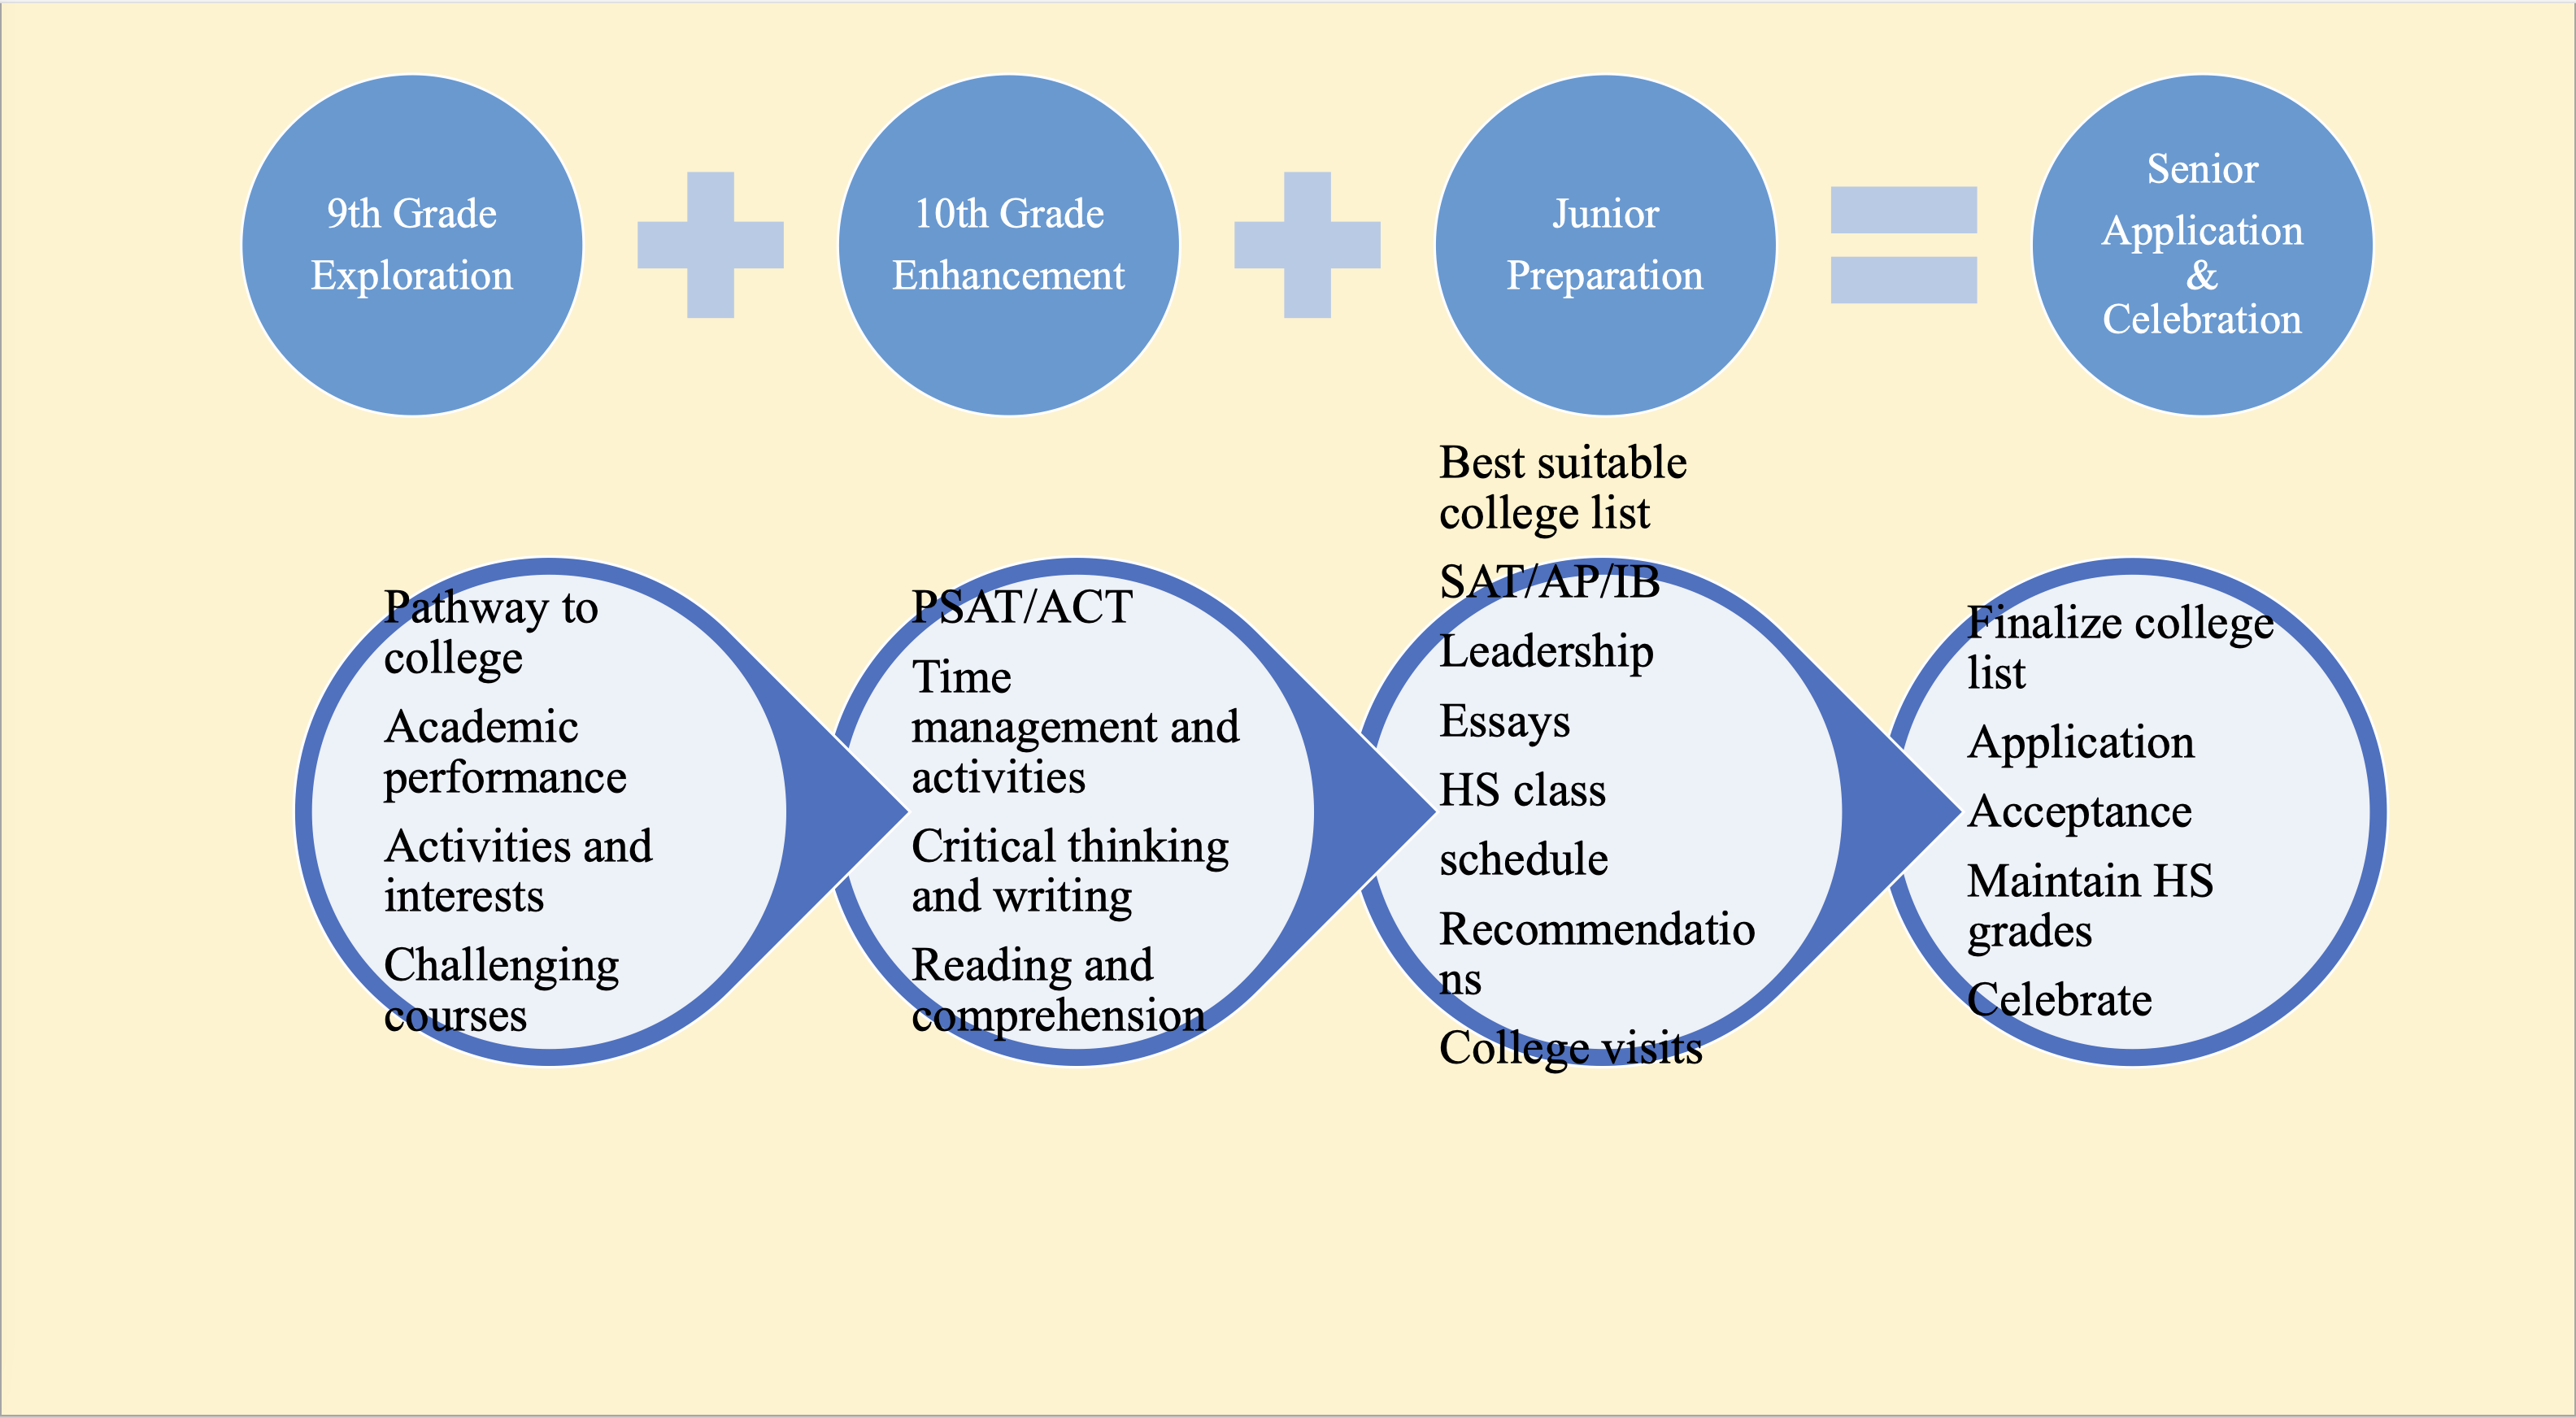 9th Grade
Exploration
10th Grade
Enhancement
Junior
Preparation
Senior
Application
&
Celebration
Pathway to
college
Academic
performance
Activities and
interests
Challenging
courses
PSAT/ACT
Time
management and
activities
Critical thinking
and writing
Reading and
comprehension
Best suitable
college list
SAT/AP/IB
Leadership
Essays
HS class
schedule
Recommendatio
ns
College visits
Finalize college
list
Application
Acceptance
Maintain HS
grades
Celebrate